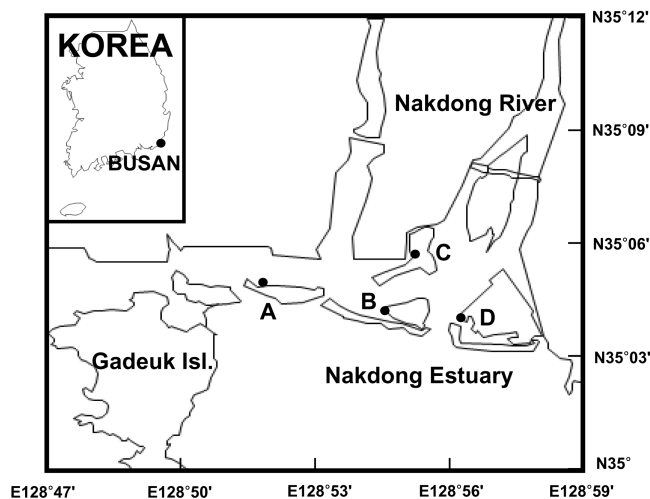 KOREA
BUSAN
Nakdong River
N35°12'
N35°09'
N35°06'
N35°03'
N35°
C
A
B
D
Gadeuk Isl.
Nakdong Estuary
E128°47'
E128°50'
E128°53'
E128°56'
E128°59'